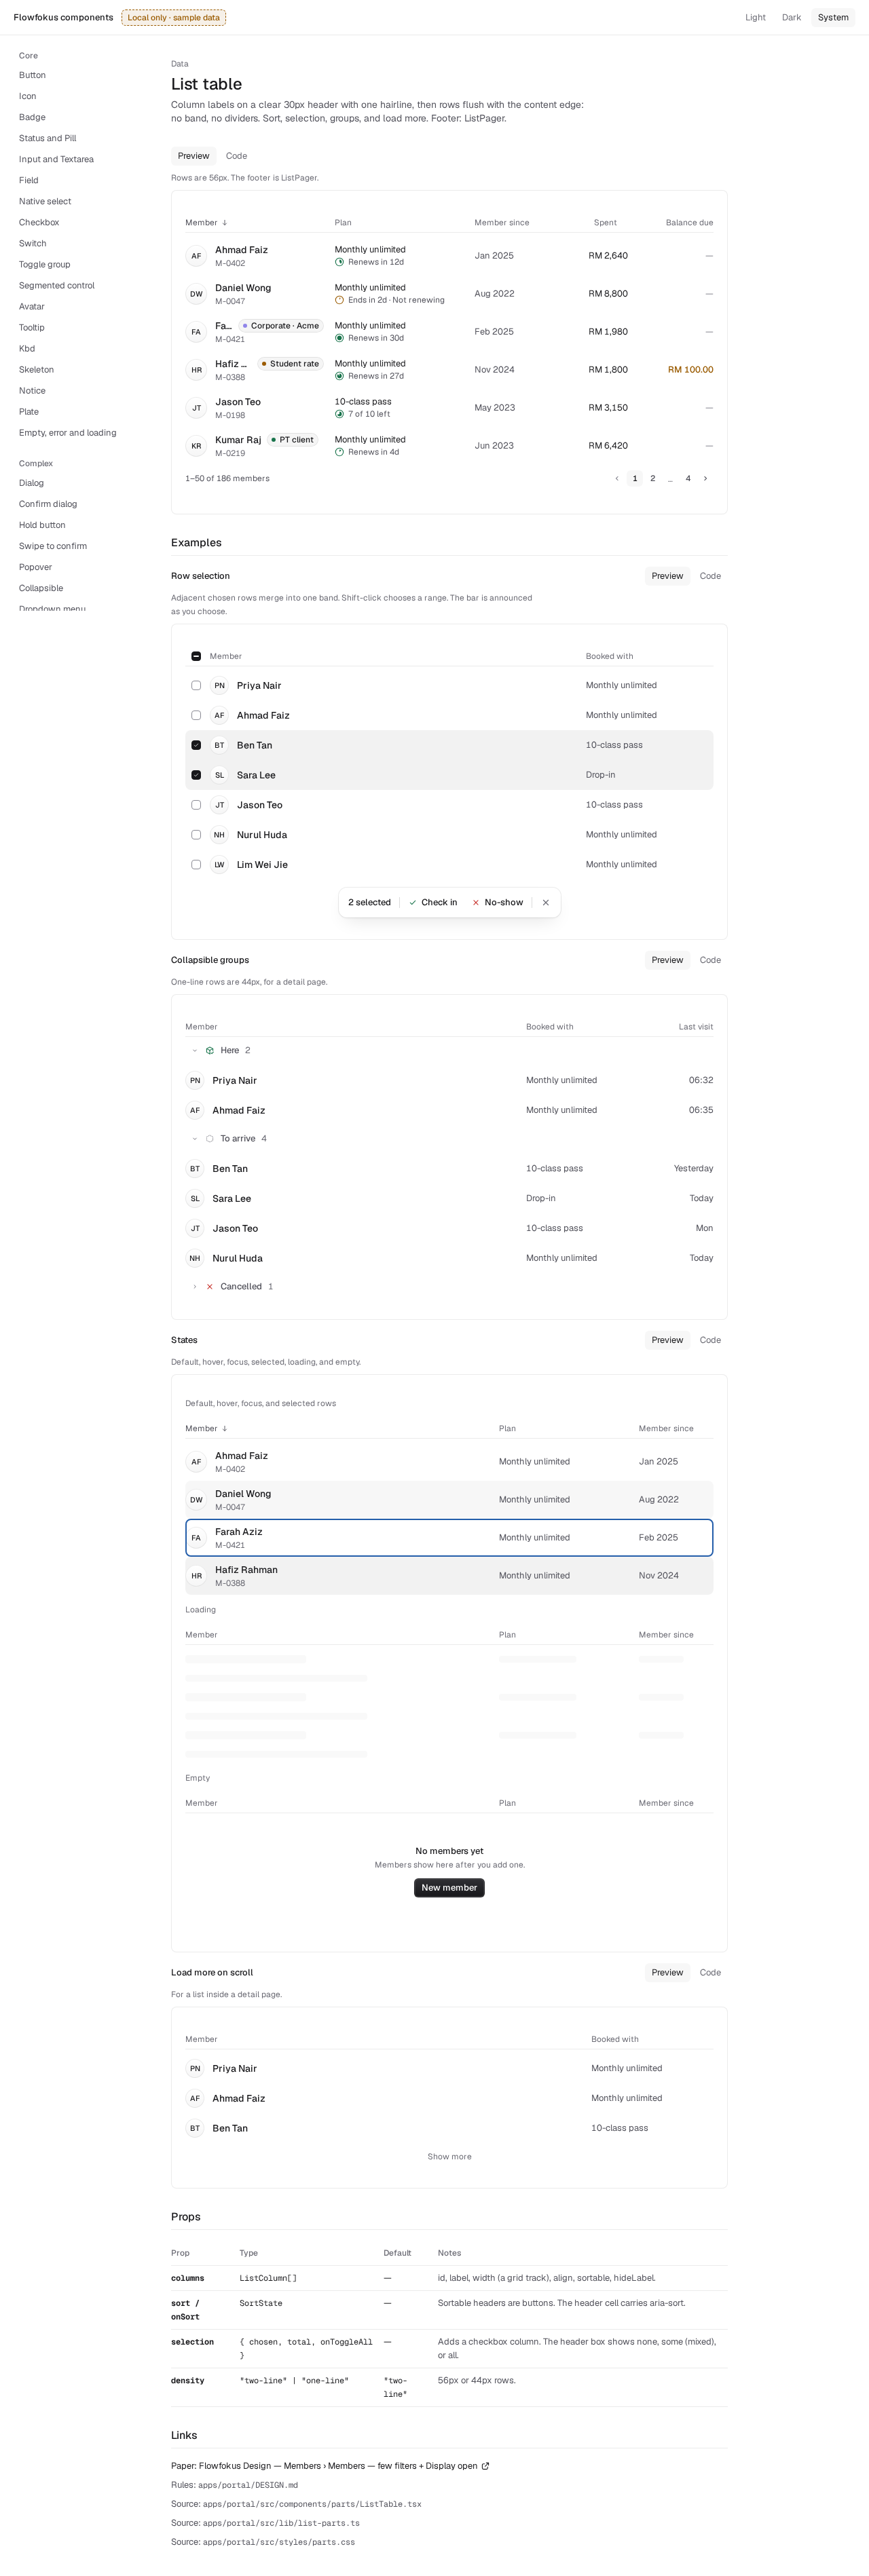 Flowfokus components
Local only · sample data
Light
Dark
System
Core
Button
Icon
Badge
Status and Pill
Input and Textarea
Field
Native select
Checkbox
Switch
Toggle group
Segmented control
Avatar
Tooltip
Kbd
Skeleton
Notice
Plate
Empty, error and loading
Complex
Dialog
Confirm dialog
Hold button
Swipe to confirm
Popover
Collapsible
Dropdown menu
Data
List table
Column labels on a clear 30px header with one hairline, then rows flush with the content edge:
no band, no dividers. Sort, selection, groups, and load more. Footer: ListPager.
Preview Code
Rows are 56px. The footer is ListPager.
Member ↓ Plan Member since Spent Balance due
AF Ahmad Faiz Monthly unlimited Jan 2025 RM 2,640 —
M-0402 Renews in 12d
DW Daniel Wong Monthly unlimited Aug 2022 RM 8,800 —
M-0047 Ends in 2d · Not renewing
FA Fa... Corporate · Acme Monthly unlimited Feb 2025 RM 1,980 —
M-0421 Renews in 30d
HR Hafiz ... Student rate Monthly unlimited Nov 2024 RM 1,800 RM 100.00
M-0388 Renews in 27d
JT Jason Teo 10-class pass May 2023 RM 3,150 —
M-0198 7 of 10 left
KR Kumar Raj PT client Monthly unlimited Jun 2023 RM 6,420 —
M-0219 Renews in 4d
1–50 of 186 members ‹ 1 2 … 4 ›
Examples
Row selection Preview Code
Adjacent chosen rows merge into one band. Shift-click chooses a range. The bar is announced
as you choose.
Member Booked with
PN Priya Nair Monthly unlimited
AF Ahmad Faiz Monthly unlimited
BT Ben Tan 10-class pass
SL Sara Lee Drop-in
JT Jason Teo 10-class pass
NH Nurul Huda Monthly unlimited
LW Lim Wei Jie Monthly unlimited
2 selected Check in No-show
Collapsible groups Preview Code
One-line rows are 44px, for a detail page.
Member Booked with Last visit
Here 2
PN Priya Nair Monthly unlimited 06:32
AF Ahmad Faiz Monthly unlimited 06:35
To arrive 4
BT Ben Tan 10-class pass Yesterday
SL Sara Lee Drop-in Today
JT Jason Teo 10-class pass Mon
NH Nurul Huda Monthly unlimited Today
Cancelled 1
States Preview Code
Default, hover, focus, selected, loading, and empty.
Default, hover, focus, and selected rows
Member ↓ Plan Member since
AF Ahmad Faiz Monthly unlimited Jan 2025
M-0402
DW Daniel Wong Monthly unlimited Aug 2022
M-0047
FA Farah Aziz Monthly unlimited Feb 2025
M-0421
HR Hafiz Rahman Monthly unlimited Nov 2024
M-0388
Loading
Member Plan Member since
Empty
Member Plan Member since
No members yet
Members show here after you add one.
New member
Load more on scroll Preview Code
For a list inside a detail page.
Member Booked with
PN Priya Nair Monthly unlimited
AF Ahmad Faiz Monthly unlimited
BT Ben Tan 10-class pass
Show more
Props
Prop Type Default Notes
columns ListColumn[] — id, label, width (a grid track), align, sortable, hideLabel.
sort / SortState — Sortable headers are buttons. The header cell carries aria-sort.
onSort
selection { chosen, total, onToggleAll — Adds a checkbox column. The header box shows none, some (mixed),
} or all.
density "two-line" | "one-line" "two- 56px or 44px rows.
line"
Links
Paper: Flowfokus Design — Members › Members — few filters + Display open
Rules: apps/portal/DESIGN.md
Source: apps/portal/src/components/parts/ListTable.tsx
Source: apps/portal/src/lib/list-parts.ts
Source: apps/portal/src/styles/parts.css